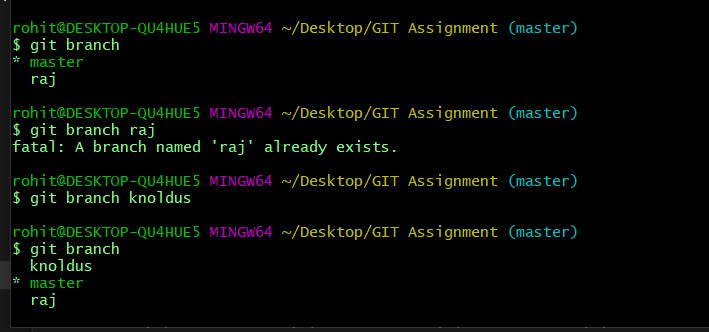 rohit@DESKTOP-QU4HUE5 MINGW64 ~/Desktop/GIT Assignment (master)
$ git branch
* master
  raj
rohit@DESKTOP-QU4HUE5 MINGW64 ~/Desktop/GIT Assignment (master)
$ git branch raj
fatal: A branch named 'raj' already exists.
rohit@DESKTOP-QU4HUE5 MINGW64 ~/Desktop/GIT Assignment (master)
$ git branch knoldus
rohit@DESKTOP-QU4HUE5 MINGW64 ~/Desktop/GIT Assignment (master)
$ git branch
  knoldus
* master
  raj